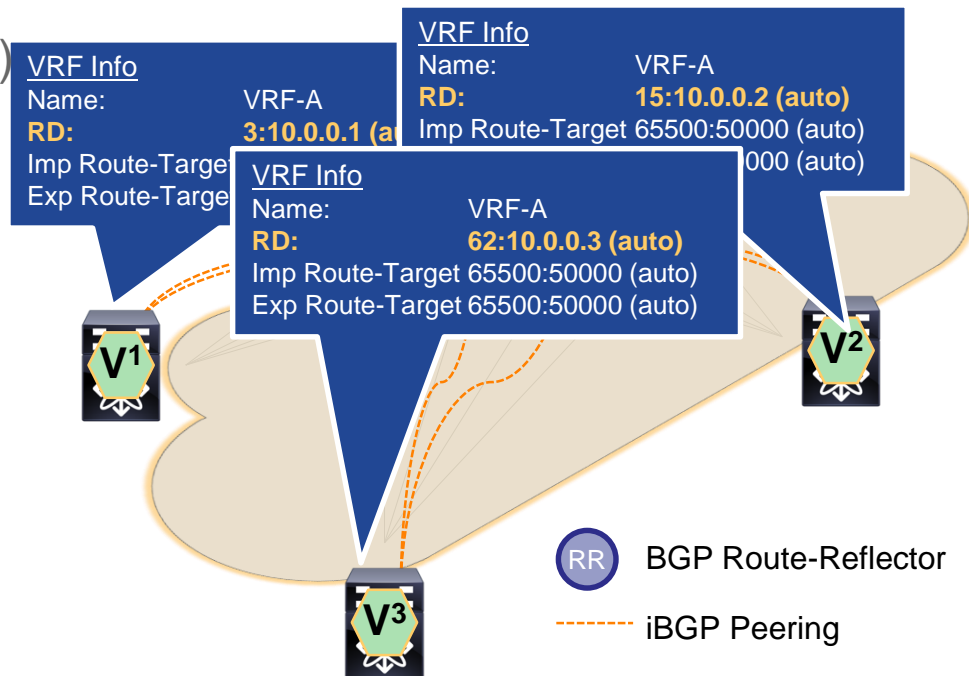 )
VRF Info
Name: VRF-A
RD: 3:10.0.0.1 (au
Imp Route-Target
Exp Route-Targe
VRF Info
Name: VRF-A
RD: 15:10.0.0.2 (auto)
Imp Route-Target 65500:50000 (auto)
0000 (auto)
VRF Info
Name: VRF-A
RD: 62:10.0.0.3 (auto)
Imp Route-Target 65500:50000 (auto)
Exp Route-Target 65500:50000 (auto)
V1
V2
V3
RR BGP Route-Reflector
iBGP Peering